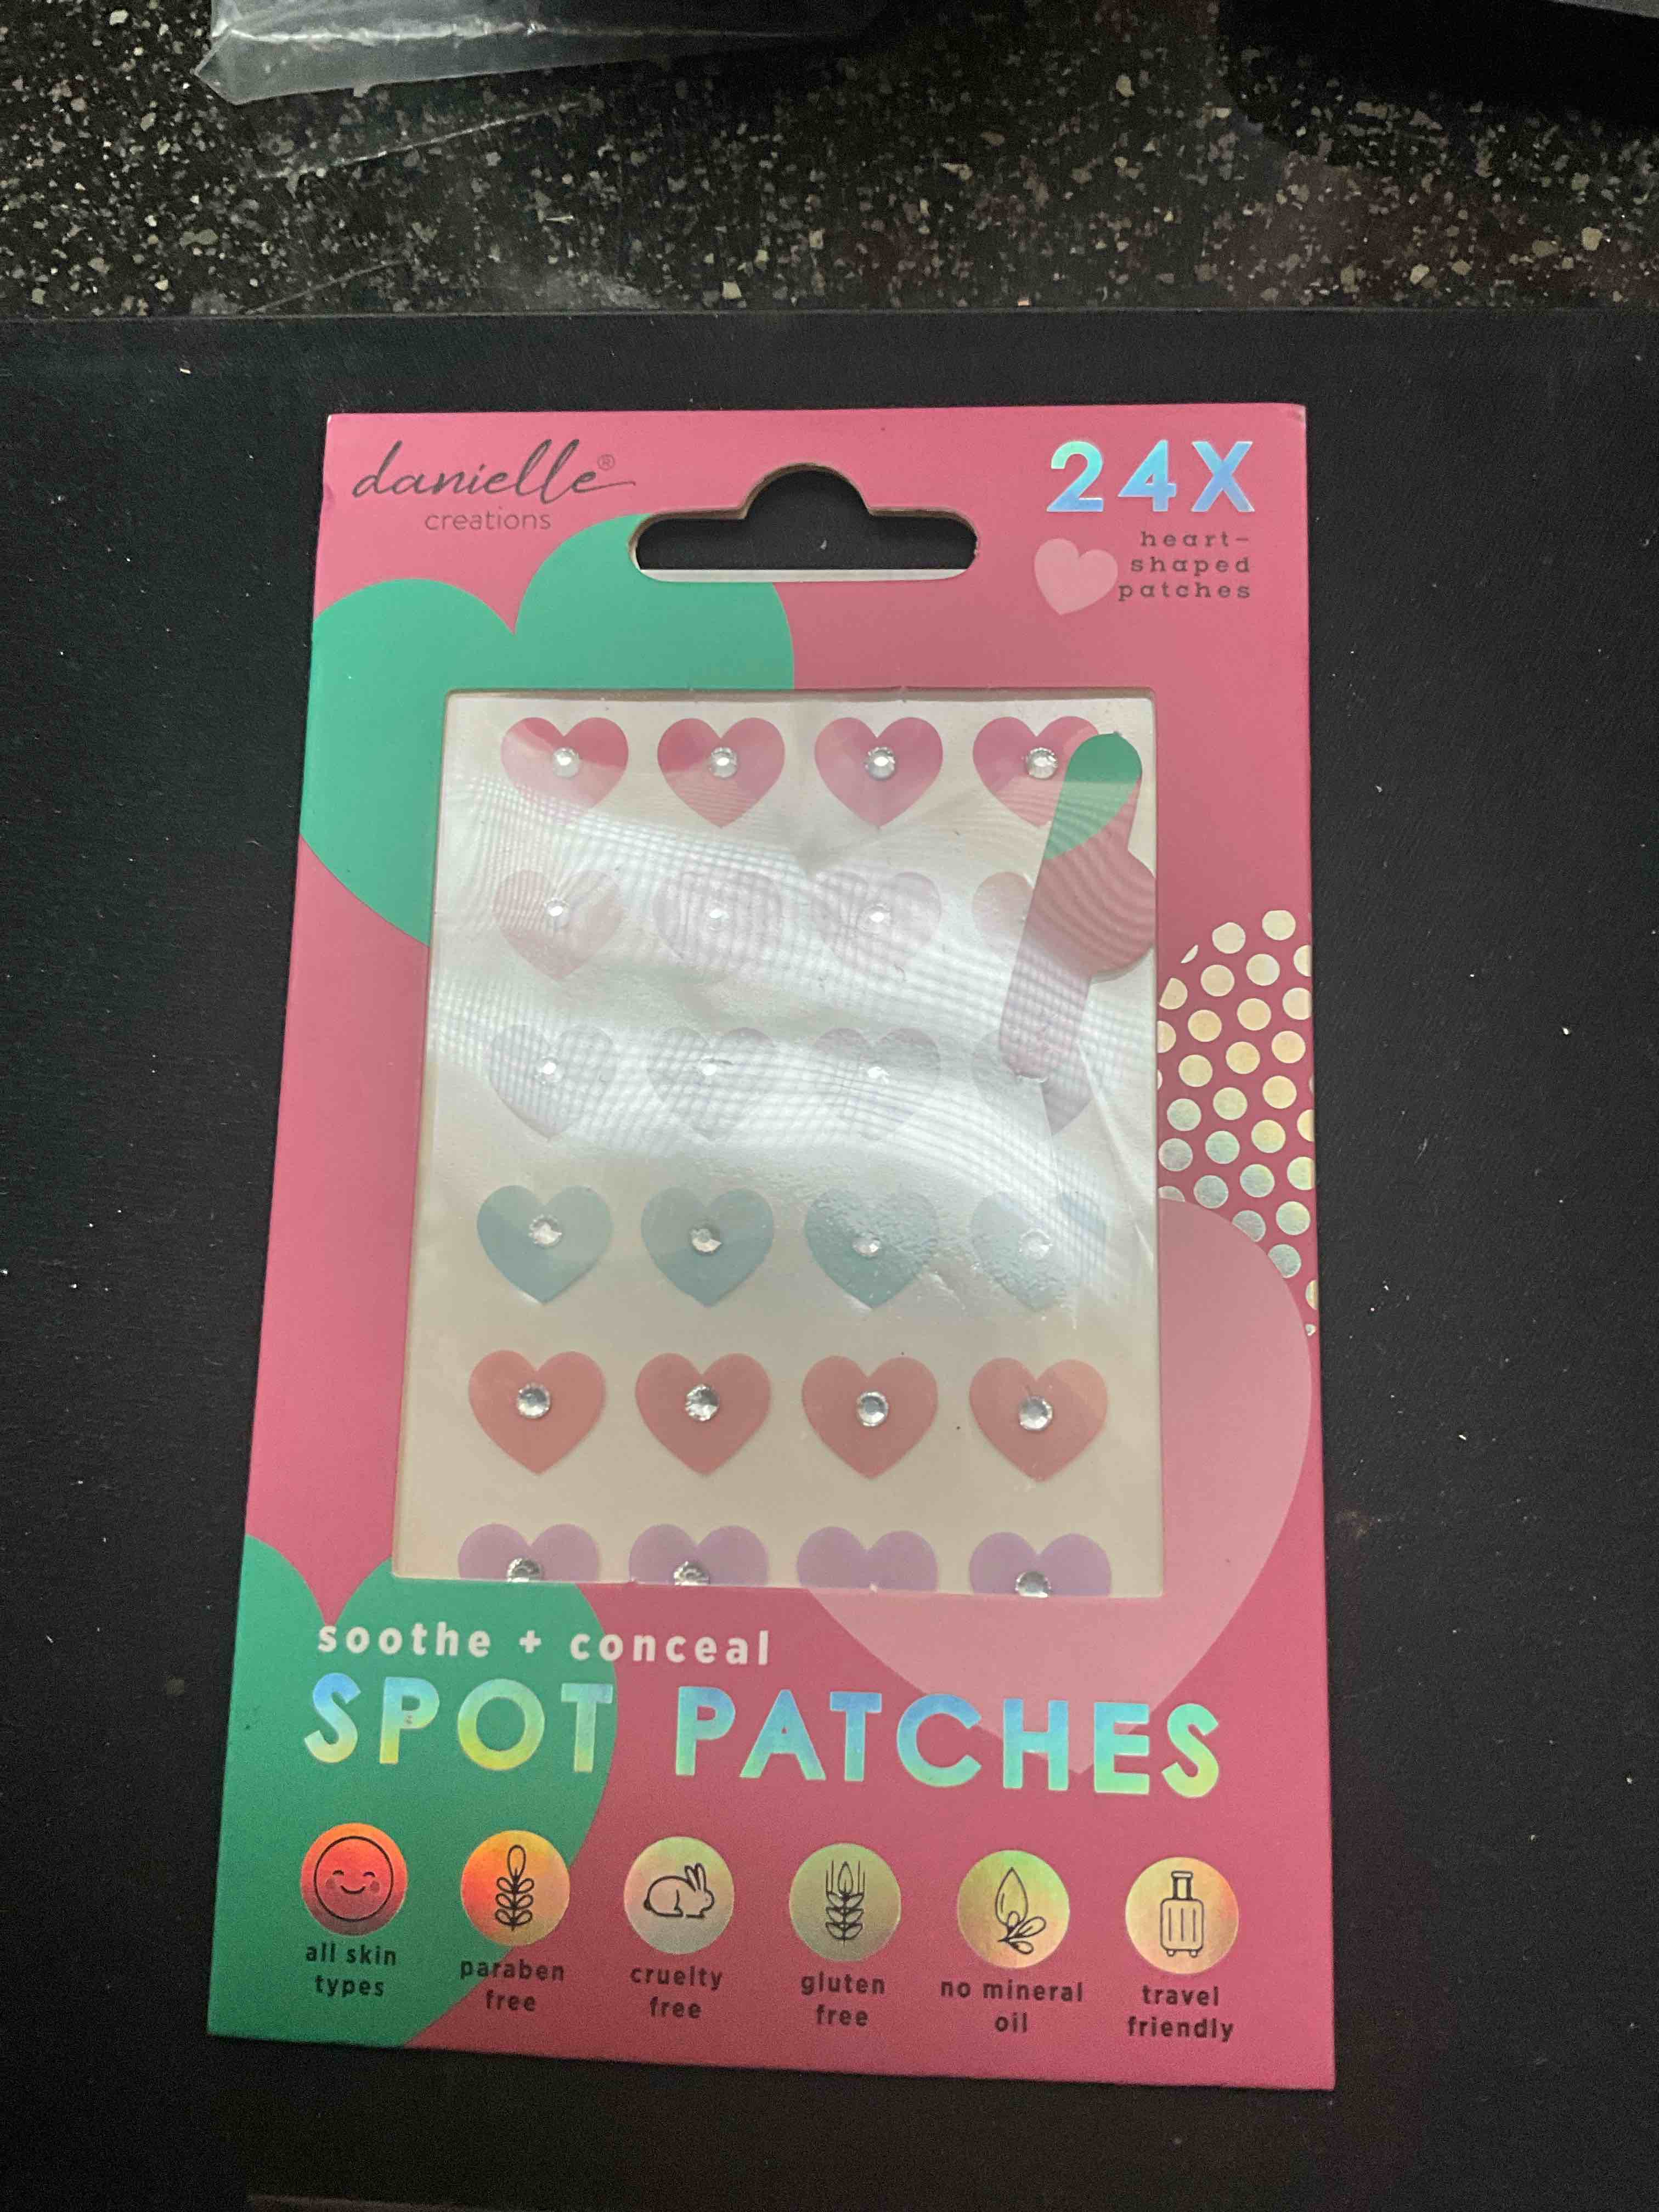 danielle®
creations
24X
heart-
shaped
patches
soothe + conceal
SPOT PATCHES
all skin
types
paraben
free
cruelty
free
gluten
free
no mineral
oil
travel
friendly